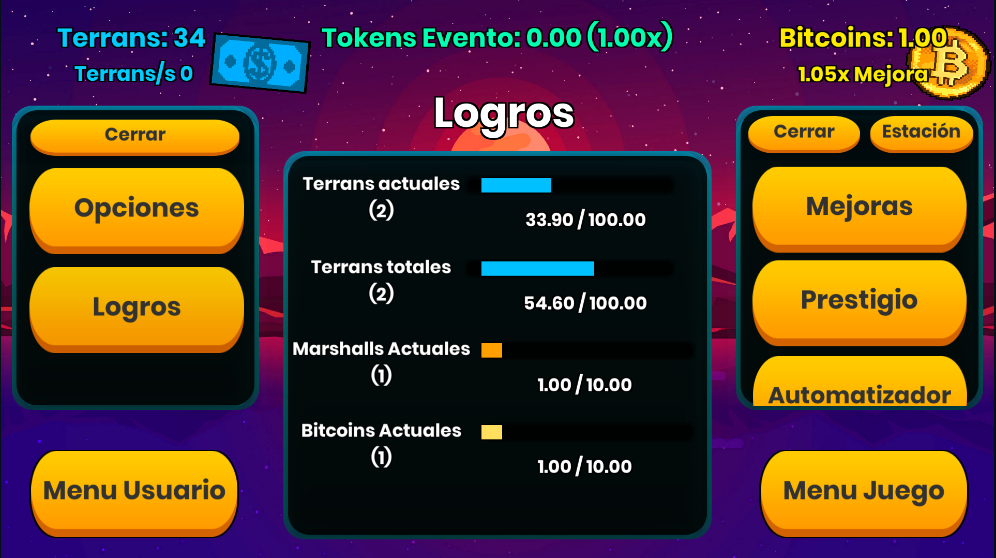 Terrans: 34
Terrans/s 0
Tokens Evento: 0.00 (1.00x)
Bitcoins: 1.00
1.05x Mejora
Logros
Cerrar
Opciones
Logros
Menu Usuario
Terrans actuales
(2)
33.90 / 100.00
Terrans totales
(2)
54.60 / 100.00
Marshalls Actuales
(1)
1.00 / 10.00
Bitcoins Actuales
(1)
1.00 / 10.00
Cerrar
Estación
Mejoras
Prestigio
Automatizador
Menu Juego